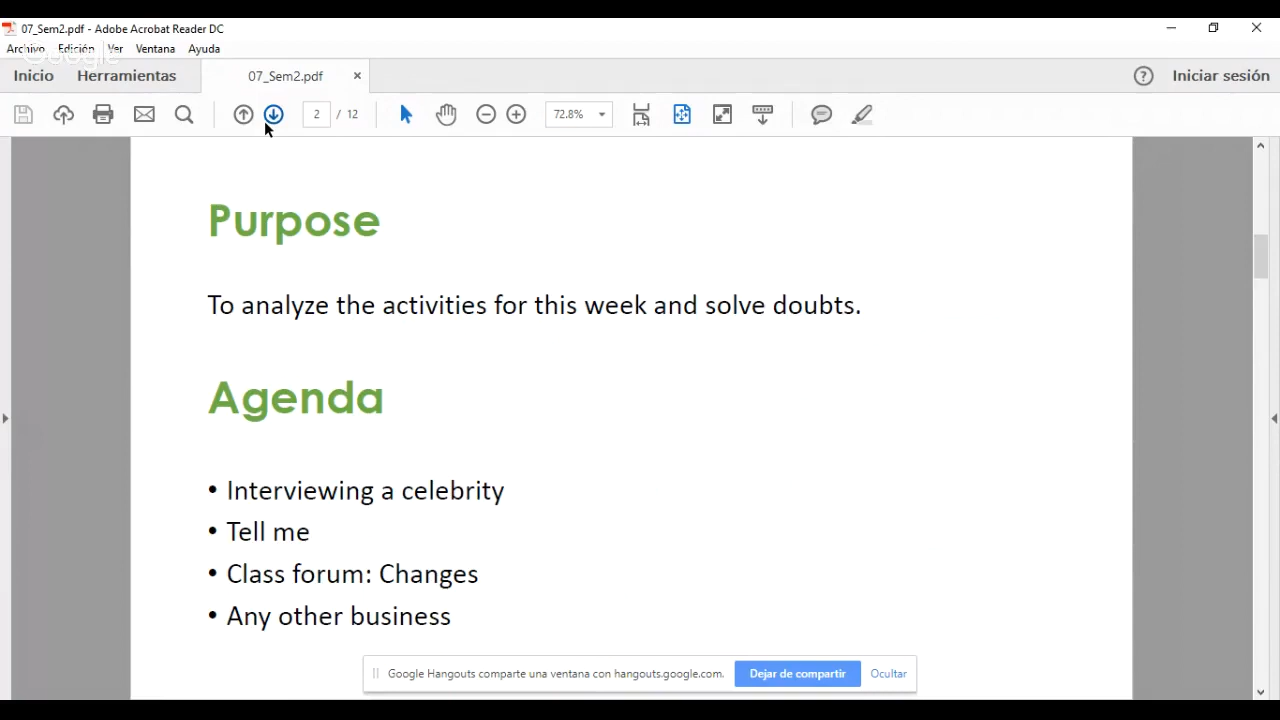 07_Sem2.pdf - Adobe Acrobat Reader DC
Archivo Edición Ver Ventana Ayuda
Google
Inicio Herramientas 07_Sem2.pdf × ? Iniciar sesión
2 / 12 72.8%
Purpose
To analyze the activities for this week and solve doubts.
Agenda
• Interviewing a celebrity
• Tell me
• Class forum: Changes
• Any other business
Google Hangouts comparte una ventana con hangouts.google.com. Dejar de compartir Ocultar